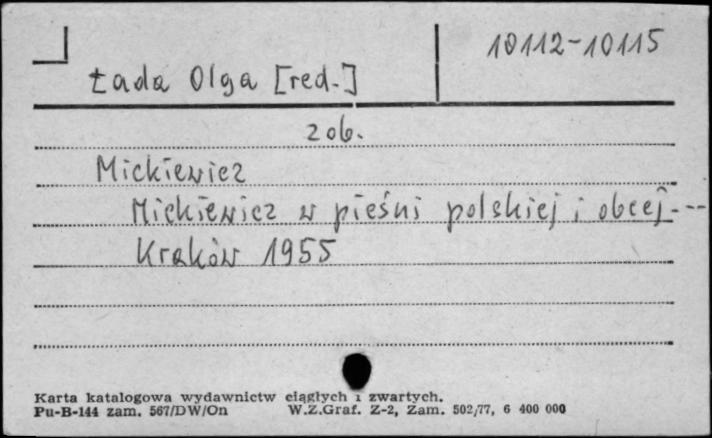 10112-10115
Łada Olga [red.]
zob.
Mickiewicz
Mickiewicz w pieśni polskiej i obcej---
Kraków 1955
Karta katalogowa wydawnictw ciągłych i zwartych.
Pu-B-144 zam. 567/DW/On W.Z.Graf. Z-2, Zam. 502/77, 6 400 000